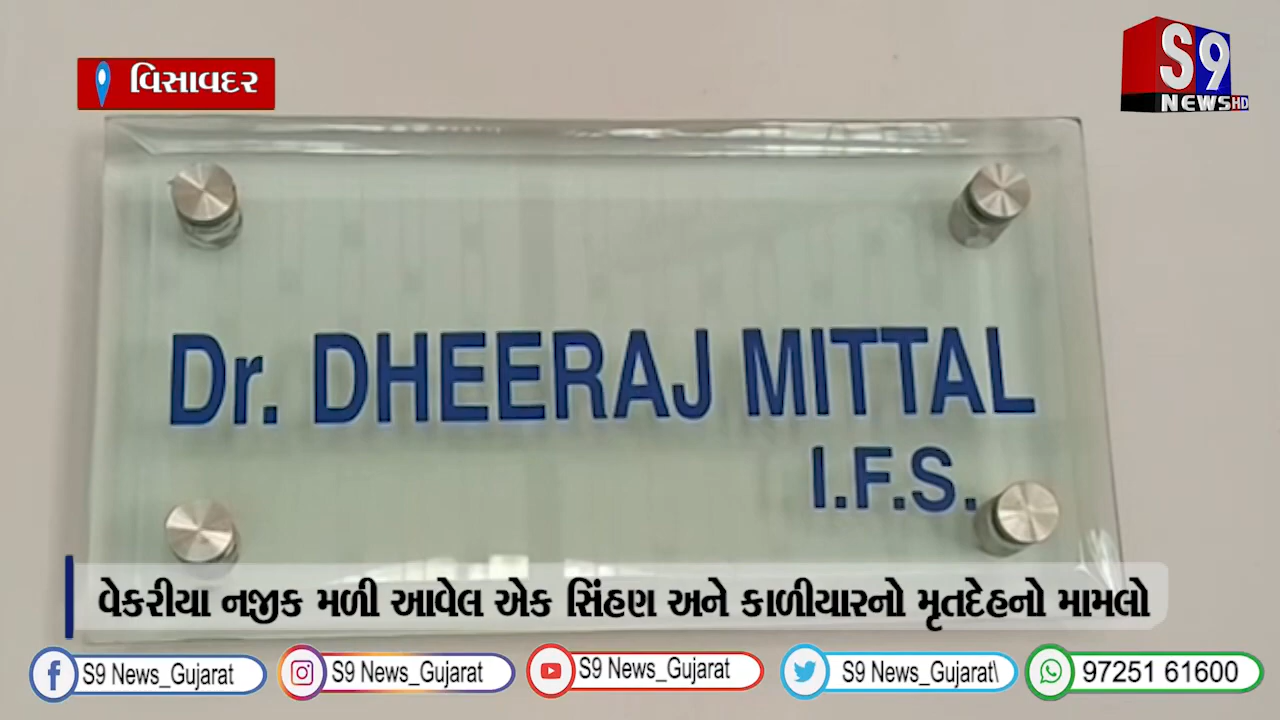 વિસાવદર
S9
NEWS HD
Dr. DHEERAJ MITTAL
I.F.S.
વેકરીયા નજીક મળી આવેલ એક સિંહણ અને કાળીયારનો મૃતદેહનો મામલો
S9 News_Gujarat
S9 News_Gujarat
S9 News_Gujarat
S9 News_Gujarat\
97251 61600